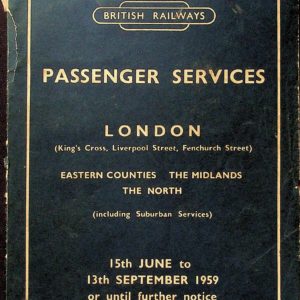 BRITISH RAILWAYS
PASSENGER SERVICES
LONDON
(King's Cross, Liverpool Street, Fenchurch Street)
EASTERN COUNTIES THE MIDLANDS
THE NORTH
(including Suburban Services)
15th JUNE to
13th SEPTEMBER 1959
or until further notice